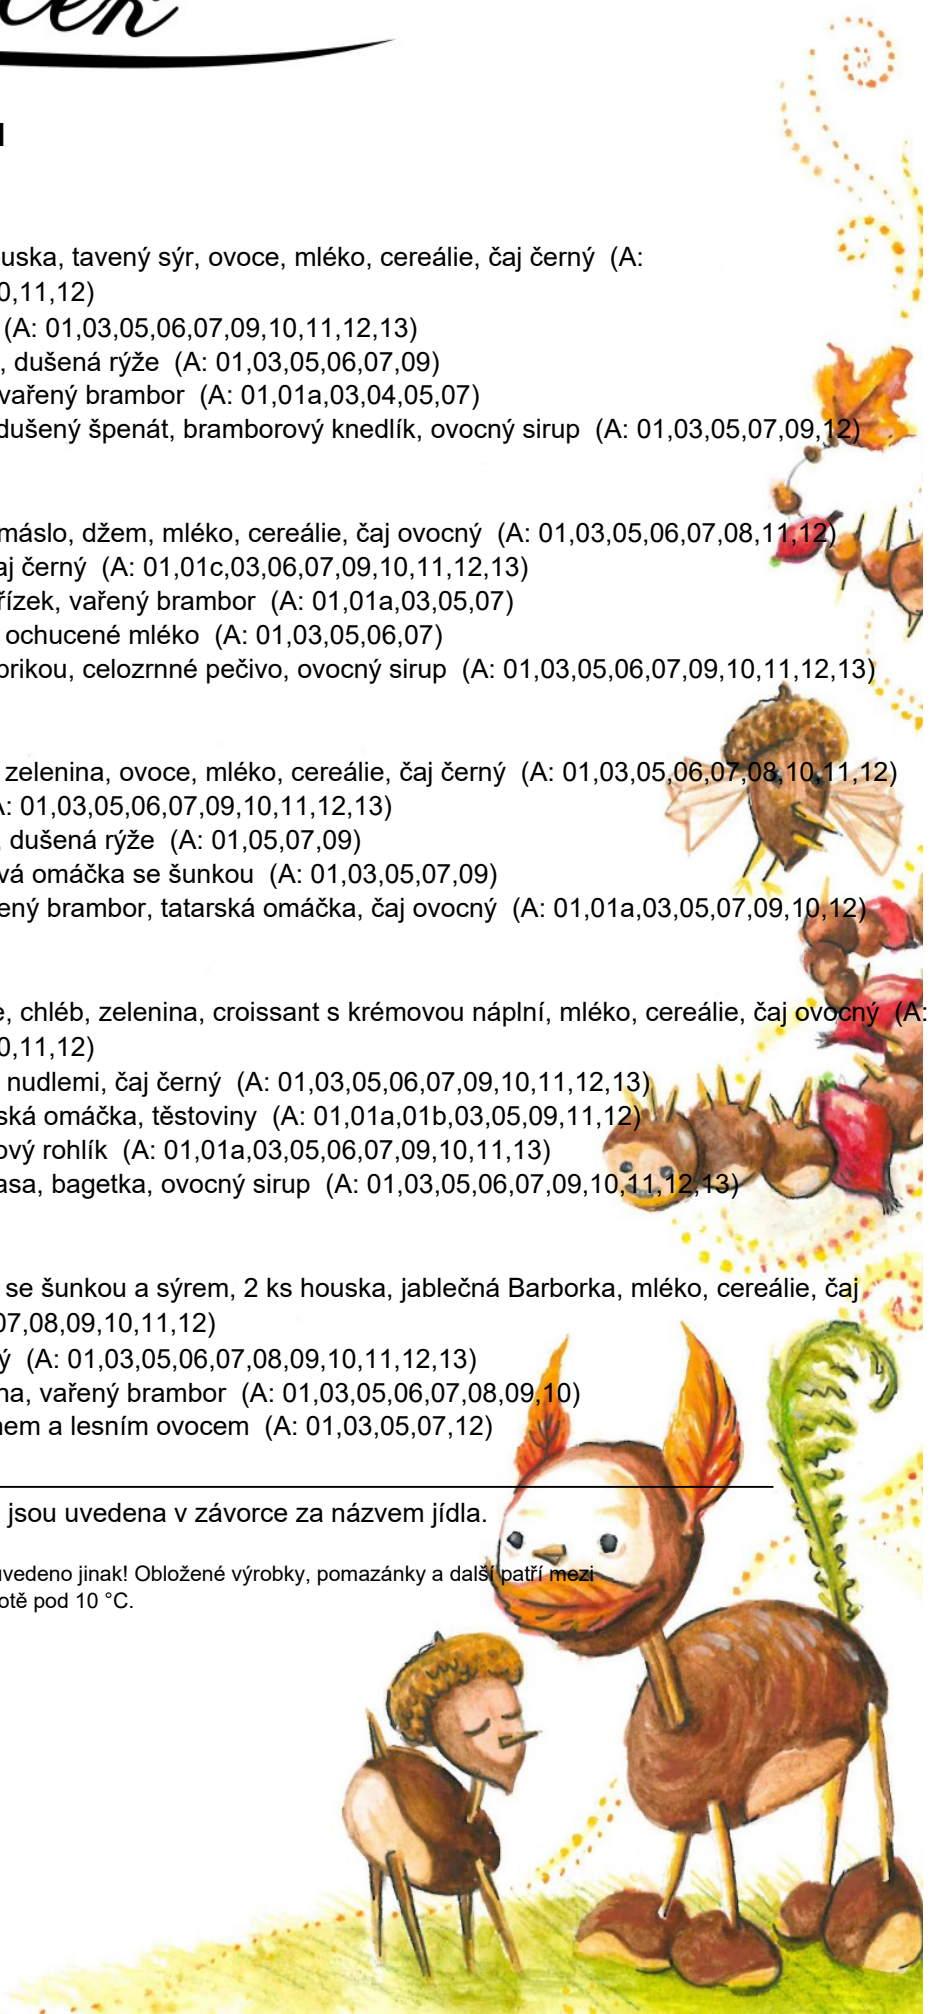 uska, tavený sýr, ovoce, mléko, cereálie, čaj černý (A:
0,11,12)
(A: 01,03,05,06,07,09,10,11,12,13)
, dušená rýže (A: 01,03,05,06,07,09)
vařený brambor (A: 01,01a,03,04,05,07)
dušený špenát, bramborový knedlík, ovocný sirup (A: 01,03,05,07,09,12)
máslo, džem, mléko, cereálie, čaj ovocný (A: 01,03,05,06,07,08,11,12)
aj černý (A: 01,01c,03,06,07,09,10,11,12,13)
řízek, vařený brambor (A: 01,01a,03,05,07)
ochucené mléko (A: 01,03,05,06,07)
prikou, celozrnné pečivo, ovocný sirup (A: 01,03,05,06,07,09,10,11,12,13)
zelenina, ovoce, mléko, cereálie, čaj černý (A: 01,03,05,06,07,08,10,11,12)
A: 01,03,05,06,07,09,10,11,12,13)
, dušená rýže (A: 01,05,07,09)
vá omáčka se šunkou (A: 01,03,05,07,09)
ený brambor, tatarská omáčka, čaj ovocný (A: 01,01a,03,05,07,09,10,12)
e, chléb, zelenina, croissant s krémovou náplní, mléko, cereálie, čaj ovocný (A:
0,11,12)
nudlemi, čaj černý (A: 01,03,05,06,07,09,10,11,12,13)
ská omáčka, těstoviny (A: 01,01a,01b,03,05,09,11,12)
ový rohlík (A: 01,01a,03,05,06,07,09,10,11,13)
asa, bagetka, ovocný sirup (A: 01,03,05,06,07,09,10,11,12,13)
se šunkou a sýrem, 2 ks houska, jablečná Barborka, mléko, cereálie, čaj
07,08,09,10,11,12)
ý (A: 01,03,05,06,07,08,09,10,11,12,13)
na, vařený brambor (A: 01,03,05,06,07,08,09,10)
nem a lesním ovocem (A: 01,03,05,07,12)
jsou uvedena v závorce za názvem jídla.
uvedeno jinak! Obložené výrobky, pomazánky a další patří mezi
otě pod 10 °C.